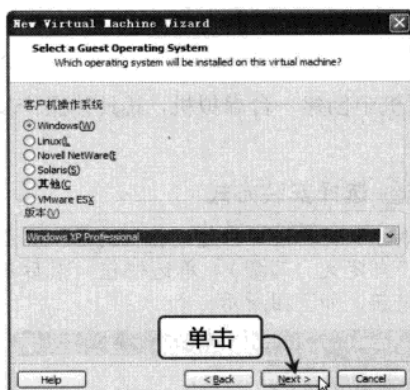 New Virtual Machine Wizard
Select a Guest Operating System
Which operating system will be installed on this virtual machine?
客户机操作系统
Windows(W)
Linux(L
Novell NetWare(E
Solaris(S)
其他(C
VMware ESX
版本(V)
Windows XP Professional
单击
Help
< Back
Next >
Cancel